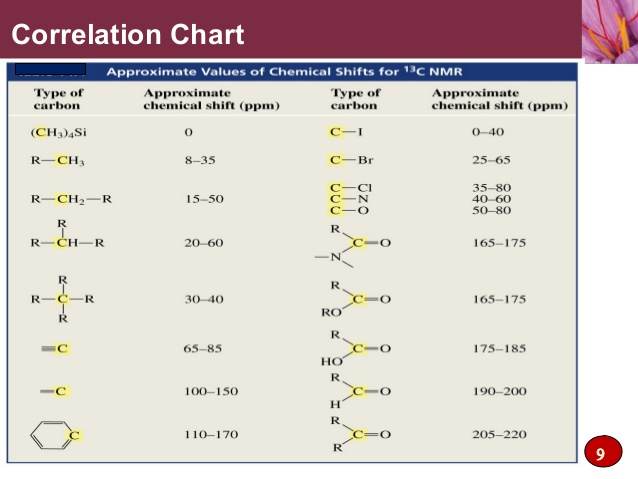 Correlation Chart
Approximate Values of Chemical Shifts for ¹³C NMR
Type of carbon Approximate chemical shift (ppm) Type of carbon Approximate chemical shift (ppm)
(CH₃)₄Si 0 C—I 0–40
R—CH₃ 8–35 C—Br 25–65
C—Cl 35–80
R—CH₂—R 15–50 C—N 40–60
C—O 50–80
R
R—CH—R 20–60 R C=O —N 165–175
R
R—C—R 30–40 R C=O RO 165–175
R
≡C 65–85 R C=O HO 175–185
=C 100–150 R C=O H 190–200
C 110–170 R C=O R 205–220
9